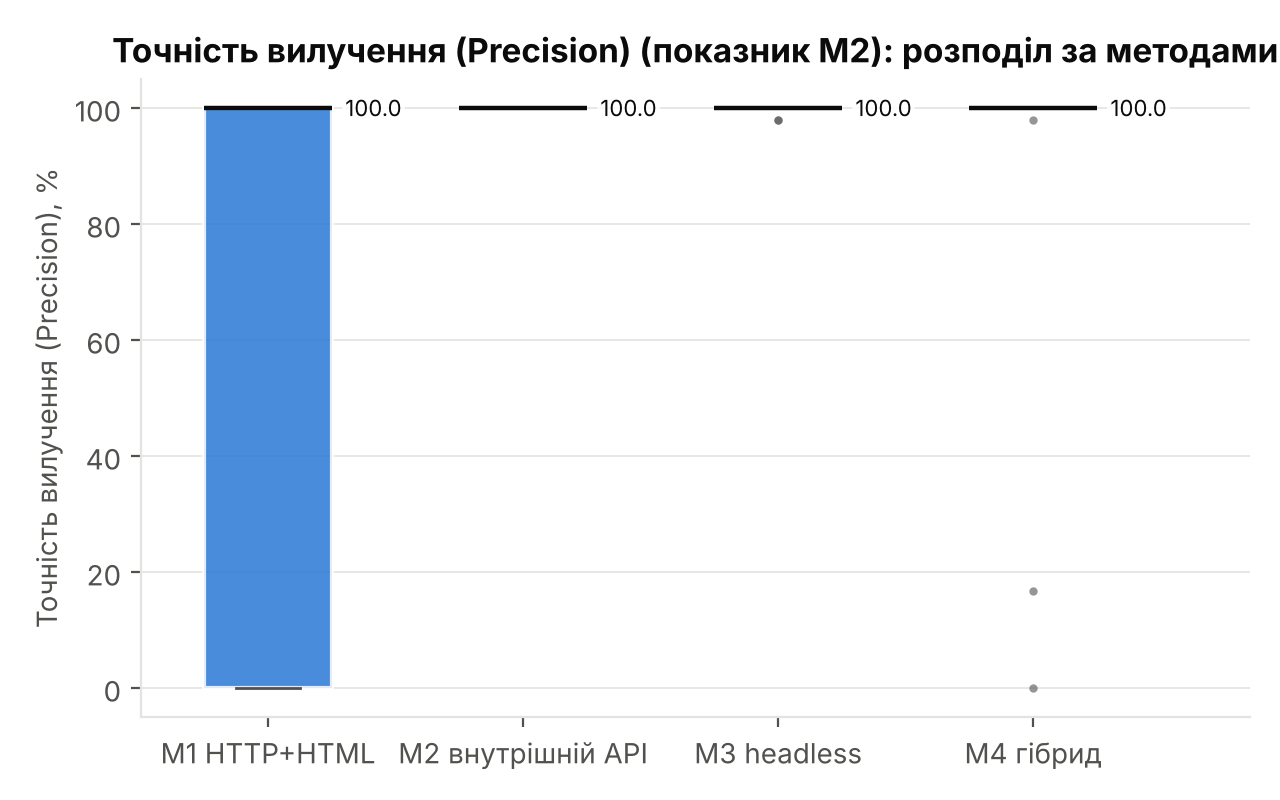 Точність вилучення (Precision) (показник M2): розподіл за методами
Точність вилучення (Precision), %
100
80
60
40
20
0
100.0
100.0
100.0
100.0
M1 HTTP+HTML
M2 внутрішній API
M3 headless
M4 гібрид